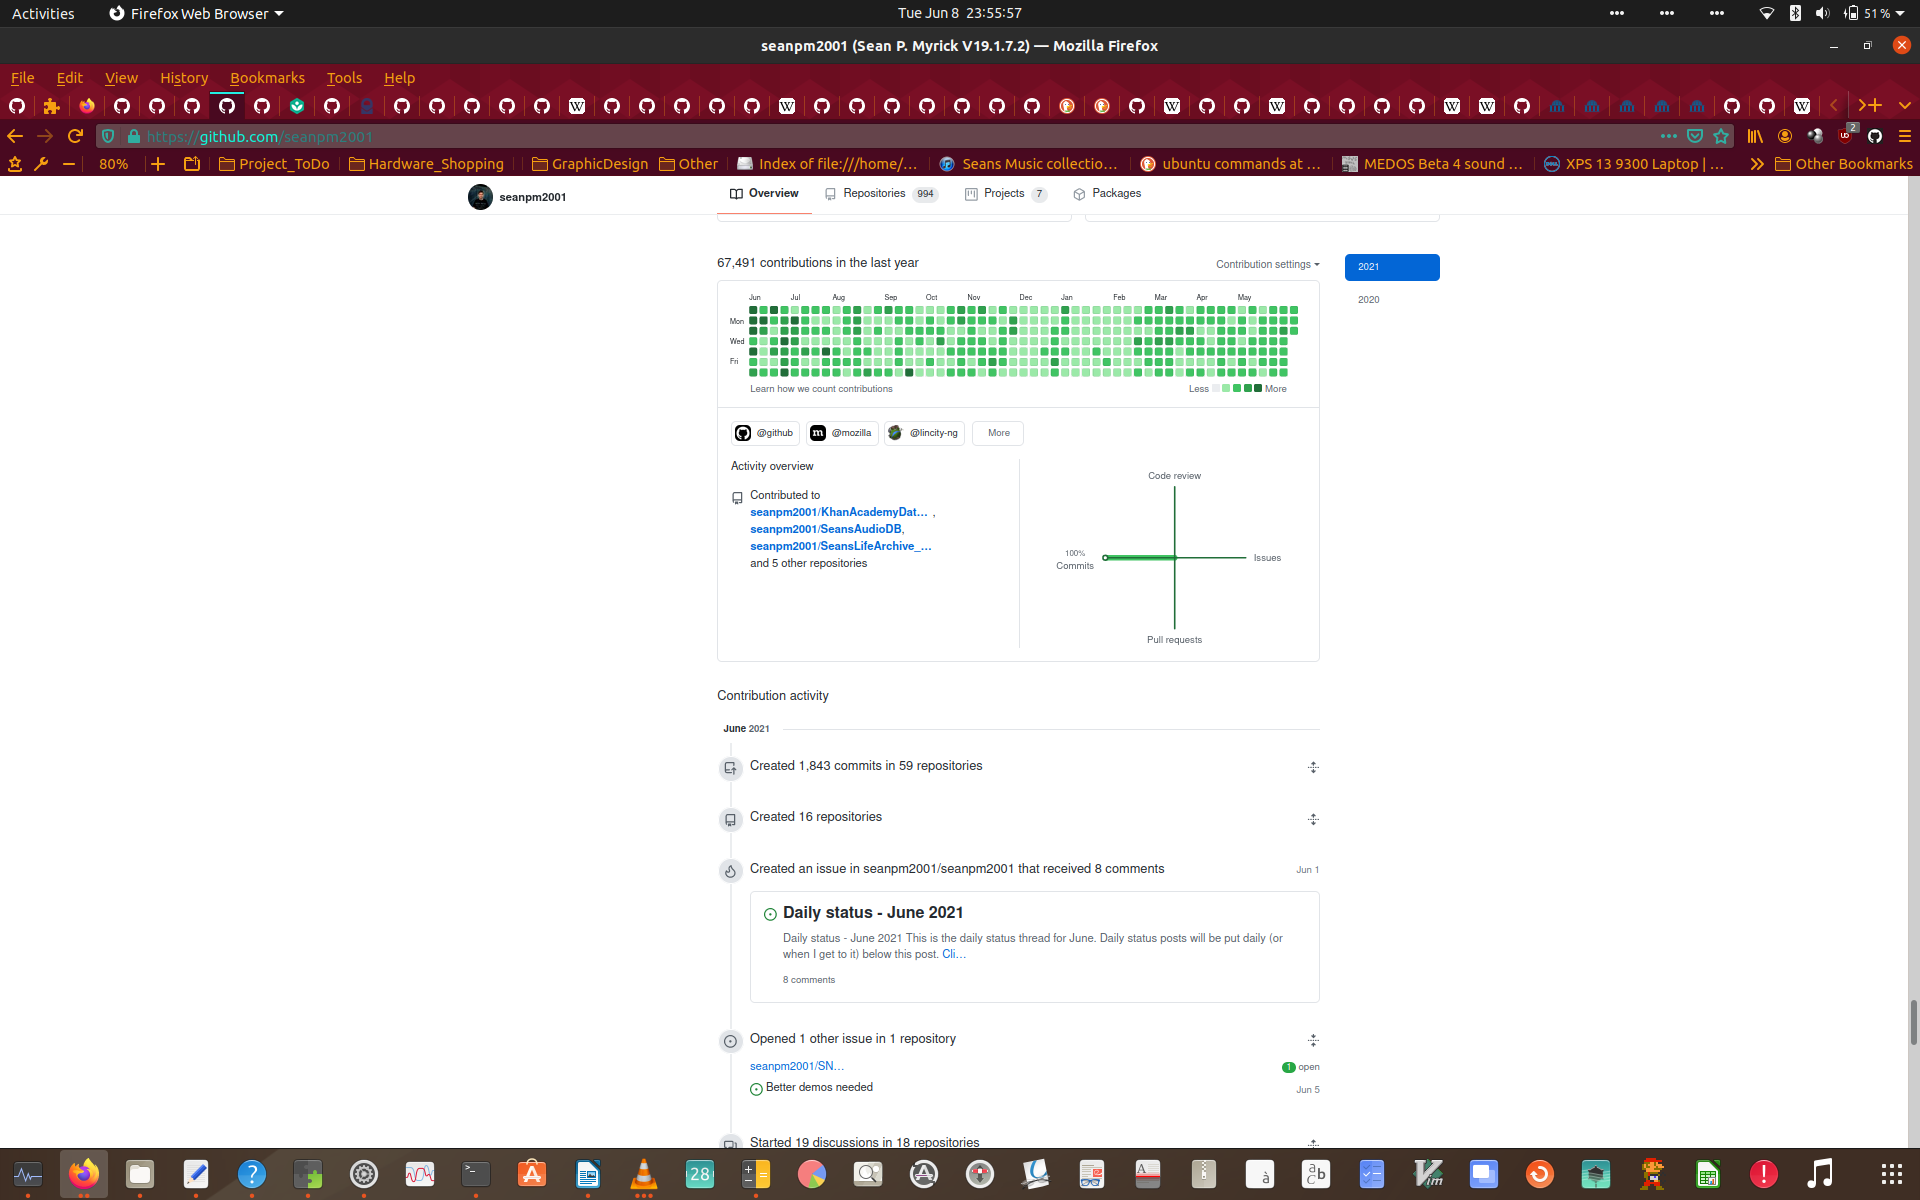 Activities
Firefox Web Browser
Tue Jun 8 23:55:57
51 %
seanpm2001 (Sean P. Myrick V19.1.7.2) — Mozilla Firefox
File Edit View History Bookmarks Tools Help
https://github.com/seanpm2001
2
80%
Project_ToDo
Hardware_Shopping
GraphicDesign
Other
Index of file:///home/...
Seans Music collectio...
ubuntu commands at ...
MEDOS Beta 4 sound ...
XPS 13 9300 Laptop | ...
Other Bookmarks
seanpm2001
Overview
Repositories 994
Projects 7
Packages
67,491 contributions in the last year
Contribution settings
2021
2020
Jun Jul Aug Sep Oct Nov Dec Jan Feb Mar Apr May
Mon
Wed
Fri
Learn how we count contributions
Less
More
@github
@mozilla
@lincity-ng
More
Activity overview
Contributed to
seanpm2001/KhanAcademyDat... ,
seanpm2001/SeansAudioDB,
seanpm2001/SeansLifeArchive_...
and 5 other repositories
Code review
100%
Commits
Issues
Pull requests
Contribution activity
June 2021
Created 1,843 commits in 59 repositories
Created 16 repositories
Created an issue in seanpm2001/seanpm2001 that received 8 comments
Jun 1
Daily status - June 2021
Daily status - June 2021 This is the daily status thread for June. Daily status posts will be put daily (or
when I get to it) below this post. Cli...
8 comments
Opened 1 other issue in 1 repository
seanpm2001/SN...
1 open
Better demos needed
Jun 5
Started 19 discussions in 18 repositories
28